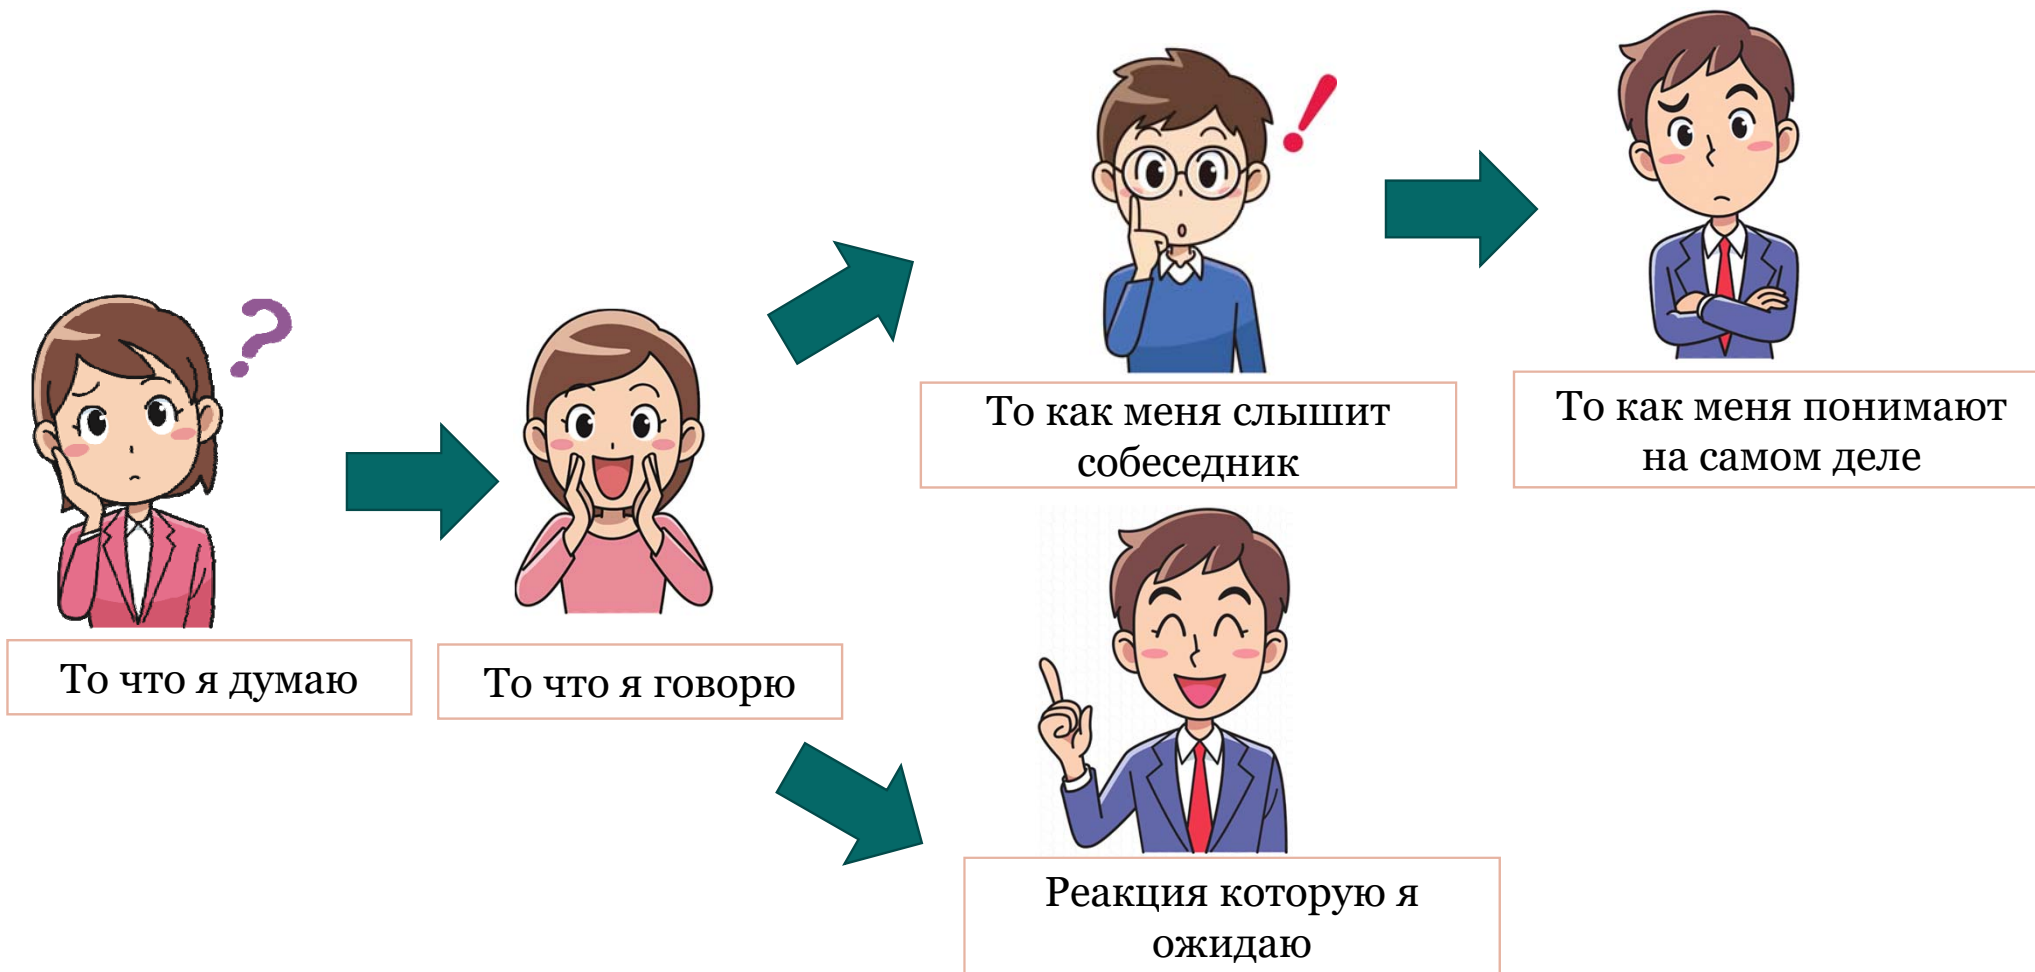 То что я думаю
То что я говорю
То как меня слышит
собеседник
То как меня понимают
на самом деле
Реакция которую я
ожидаю